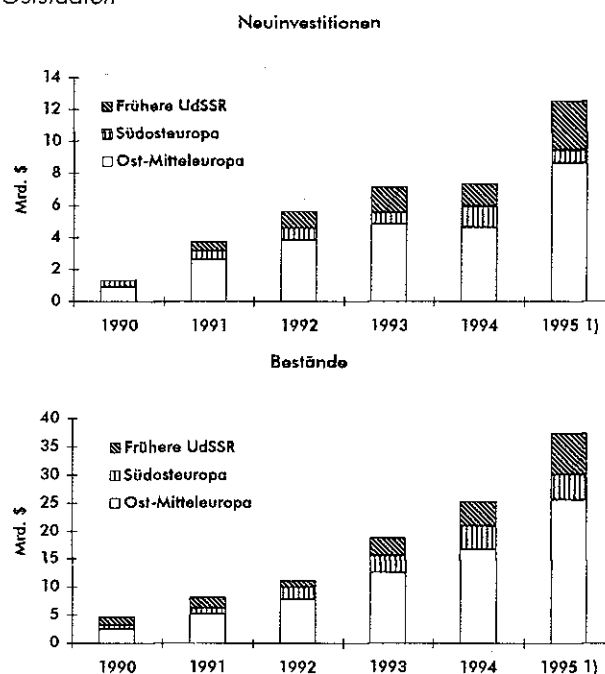 Neuinvestitionen
Mrd. $
14
12
10
8
6
4
2
0
Frühere UdSSR
Südosteuropa
Ost-Mitteleuropa
1990 1991 1992 1993 1994 1995 1)
Bestände
Mrd. $
40
35
30
25
20
15
10
5
0
Frühere UdSSR
Südosteuropa
Ost-Mitteleuropa
1990 1991 1992 1993 1994 1995 1)